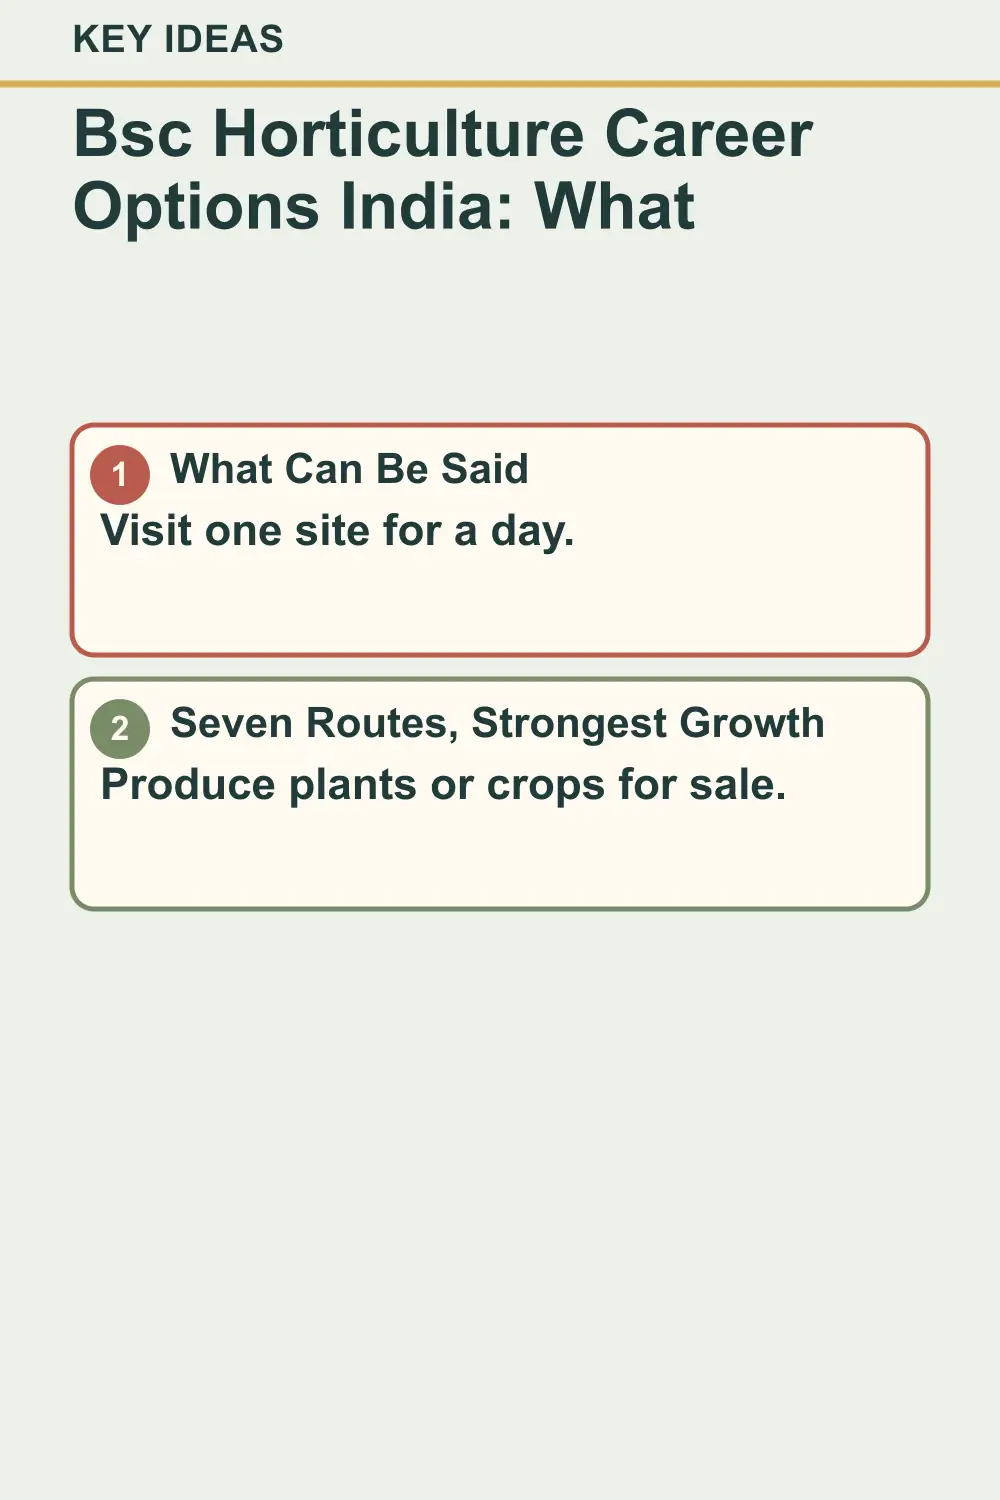 KEY IDEAS
Bsc Horticulture Career
Options India: What
1 What Can Be Said
Visit one site for a day.
2 Seven Routes, Strongest Growth
Produce plants or crops for sale.